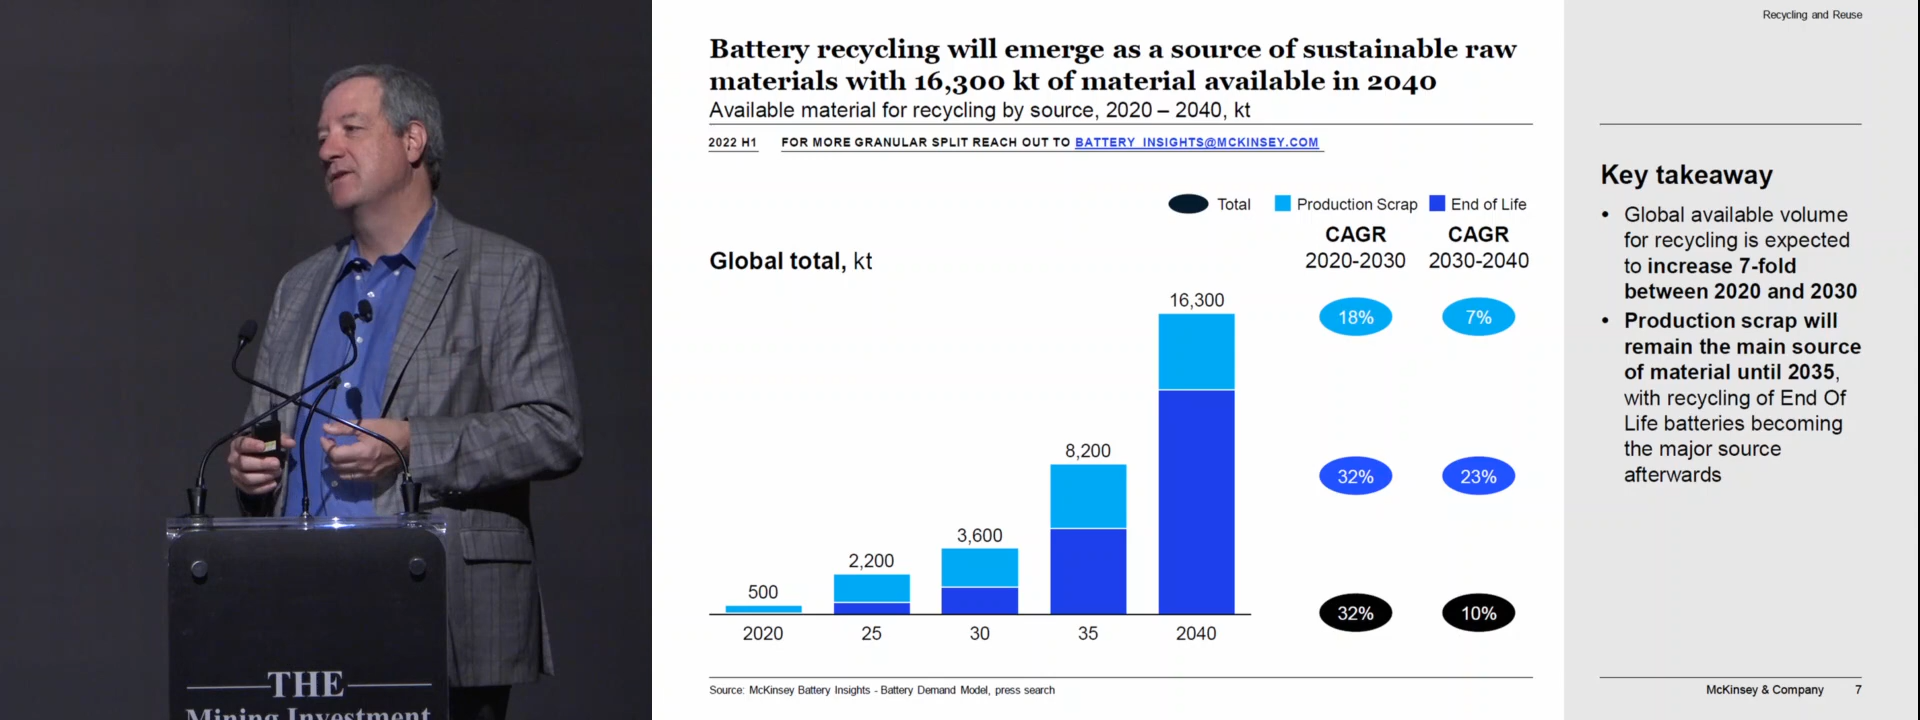 Recycling and Reuse
Battery recycling will emerge as a source of sustainable raw
materials with 16,300 kt of material available in 2040
Available material for recycling by source, 2020 – 2040, kt
2022 H1 FOR MORE GRANULAR SPLIT REACH OUT TO BATTERY_INSIGHTS@MCKINSEY.COM
Total Production Scrap End of Life
Global total, kt
CAGR
2020-2030
CAGR
2030-2040
16,300
18% 7%
8,200
32% 23%
3,600
2,200
500
32% 10%
2020 25 30 35 2040
Source: McKinsey Battery Insights - Battery Demand Model, press search
Key takeaway
• Global available volume
for recycling is expected
to increase 7-fold
between 2020 and 2030
• Production scrap will
remain the main source
of material until 2035,
with recycling of End Of
Life batteries becoming
the major source
afterwards
McKinsey & Company 7
THE
Mining Investment